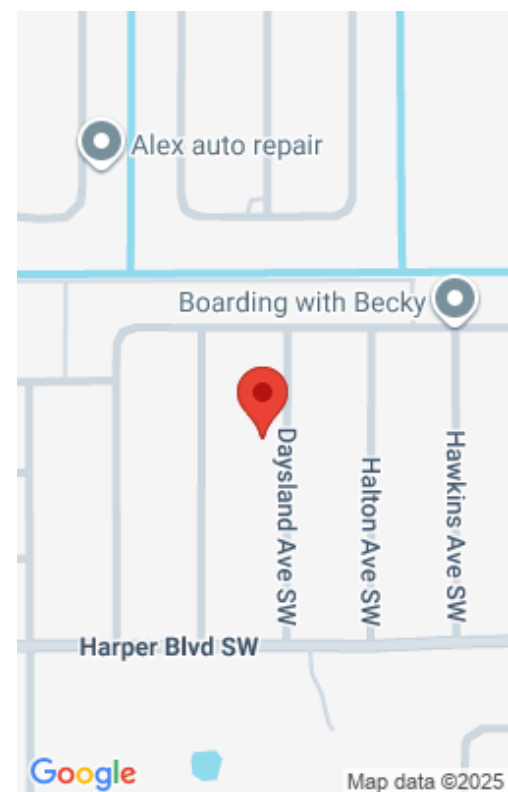 Alex auto repair
Boarding with Becky
Daysland Ave SW
Halton Ave SW
Hawkins Ave SW
Harper Blvd SW
Google
Map data ©2025